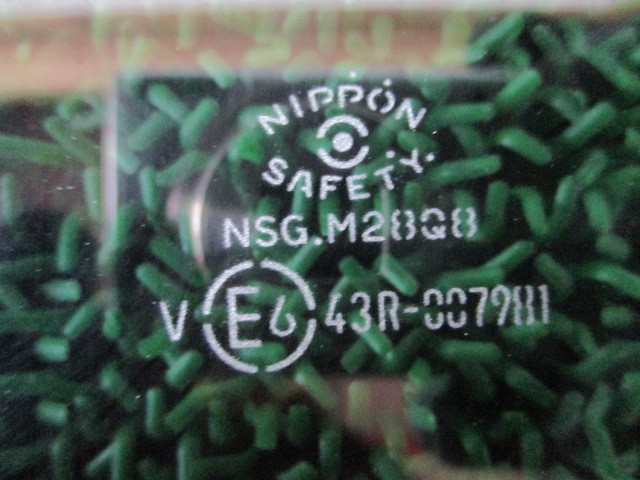 NIPPON
SAFETY
NSG.M28Q8
V E6 43R-007981